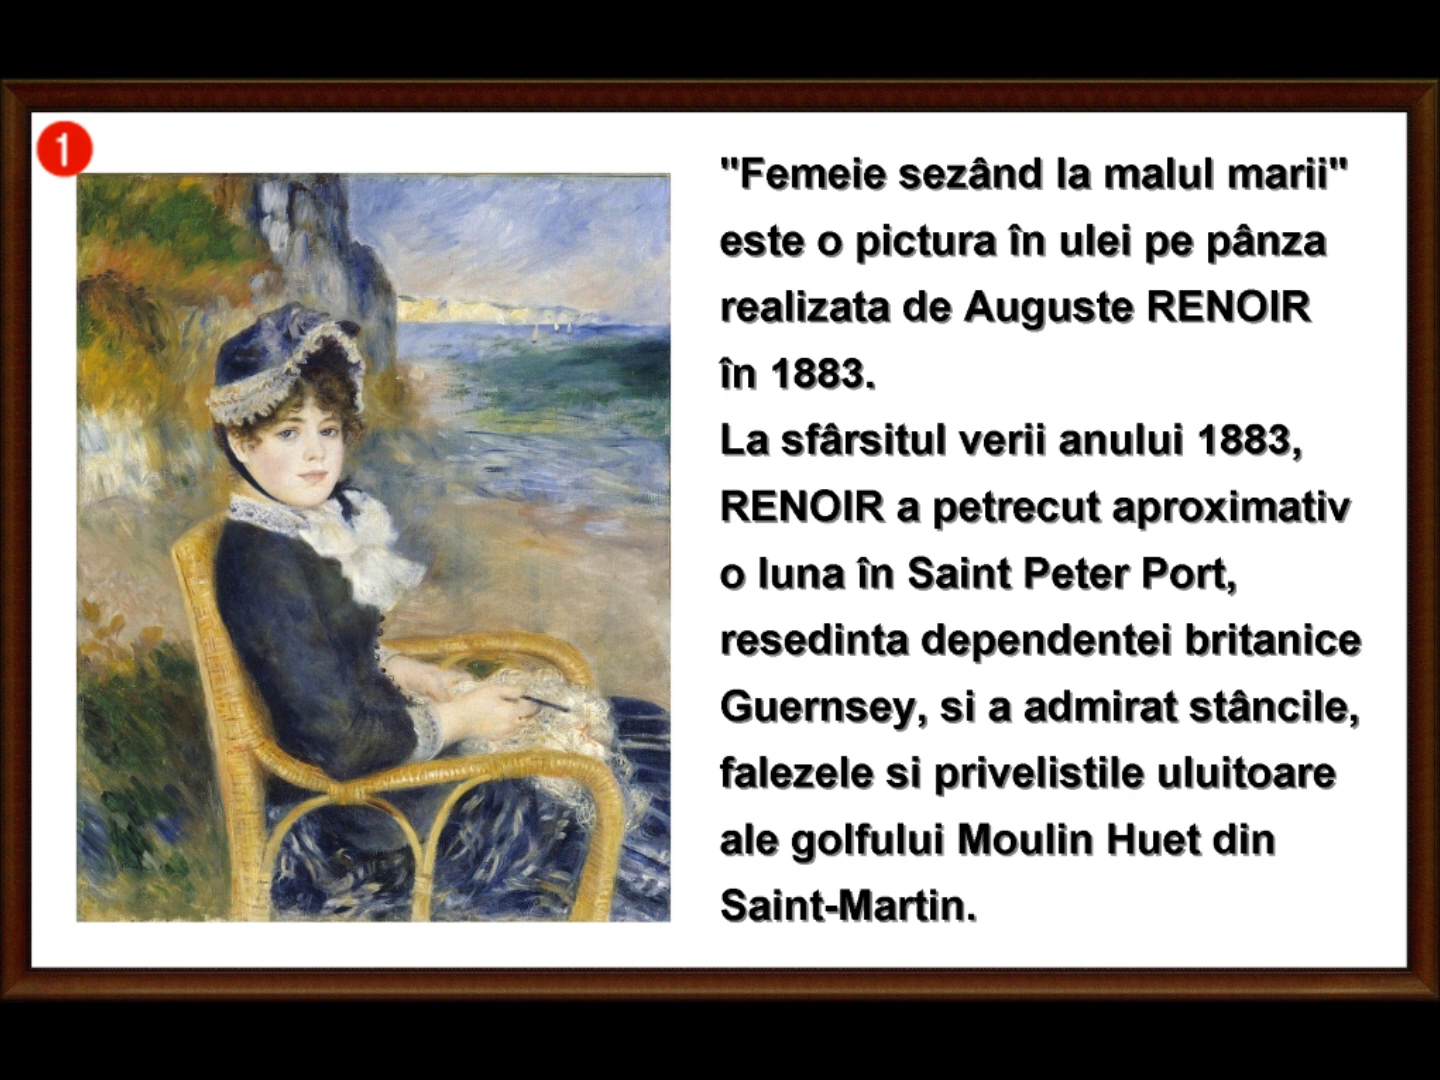 1
"Femeie sezând la malul marii"
este o pictura în ulei pe pânza
realizata de Auguste RENOIR
în 1883.
La sfârsitul verii anului 1883,
RENOIR a petrecut aproximativ
o luna în Saint Peter Port,
resedinta dependentei britanice
Guernsey, si a admirat stâncile,
falezele si privelistile uluitoare
ale golfului Moulin Huet din
Saint-Martin.